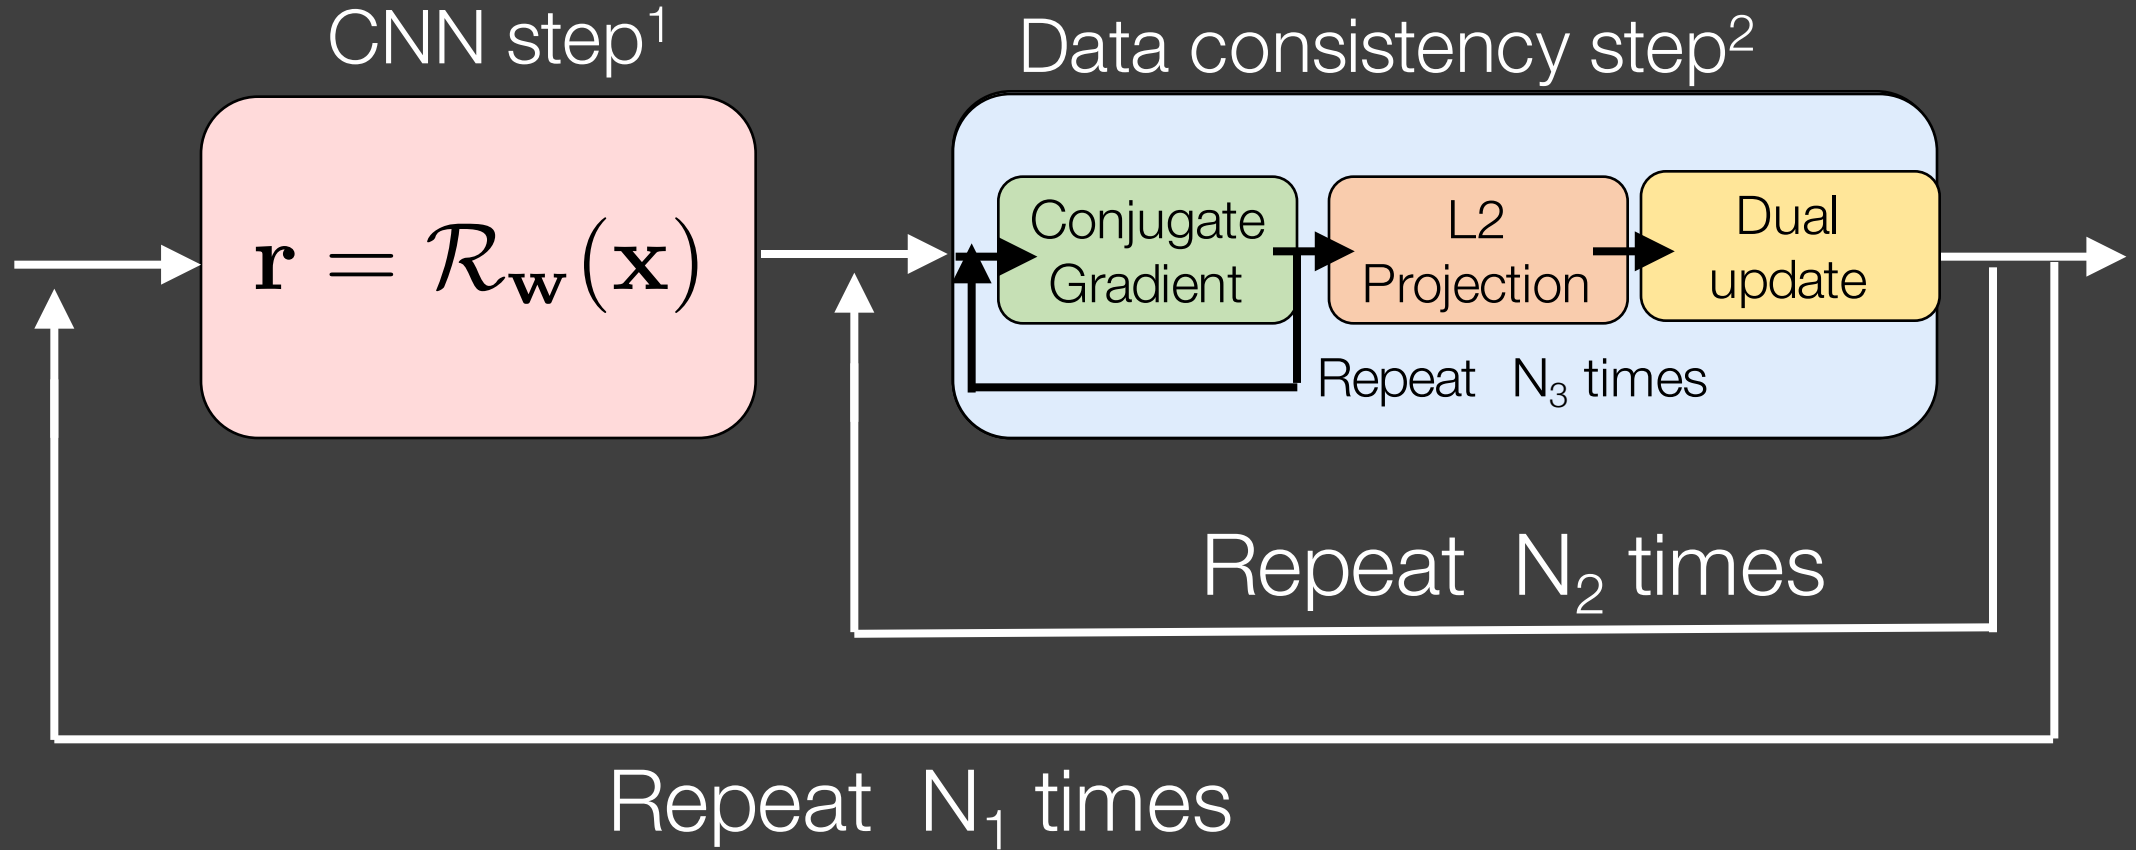 CNN step¹
Data consistency step²
r = ℛ_w(x)
Conjugate
Gradient
L2
Projection
Dual
update
Repeat N₃ times
Repeat N₂ times
Repeat N₁ times